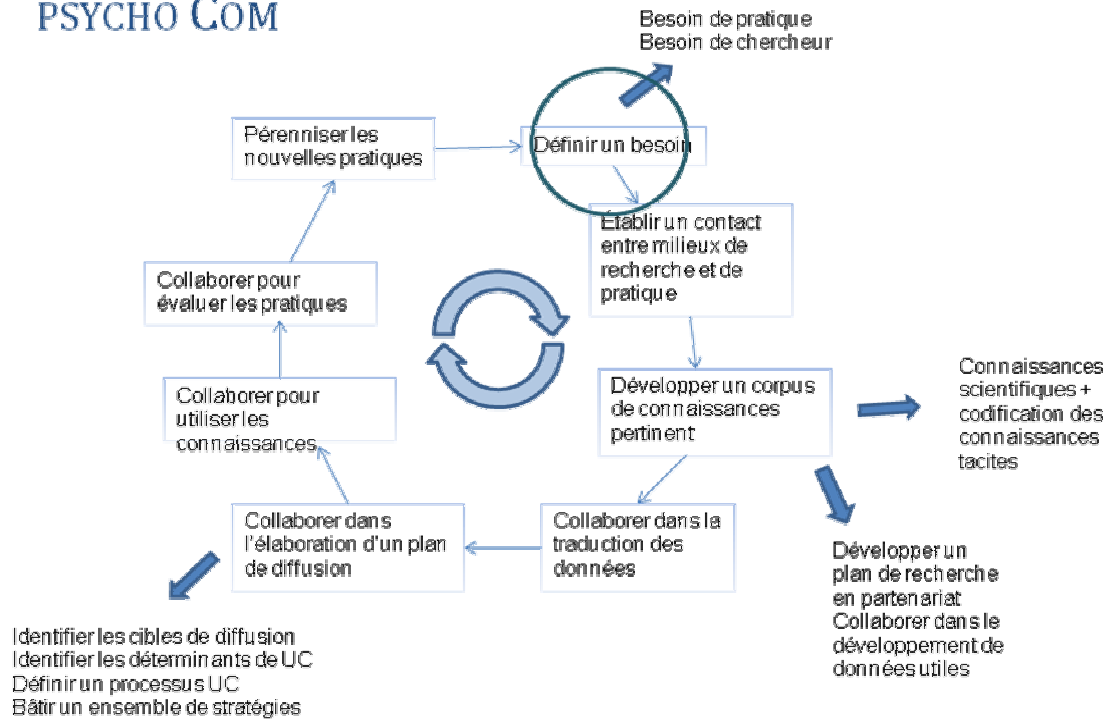 PSYCHO COM
Besoin de pratique
Besoin de chercheur
Définir un besoin
Établir un contact
entre milieux de
recherche et de
pratique
Développer un corpus
de connaissances
pertinent
Connaissances
scientifiques +
codification des
connaissances
tacites
Développer un
plan de recherche
en partenariat
Collaborer dans le
développement de
données utiles
Collaborer dans la
traduction des
données
Collaborer dans
l'élaboration d'un plan
de diffusion
Identifier les cibles de diffusion
Identifier les déterminants de UC
Définir un processus UC
Bâtir un ensemble de stratégies
Collaborer pour
utiliser les
connaissances
Collaborer pour
évaluer les pratiques
Pérenniser les
nouvelles pratiques